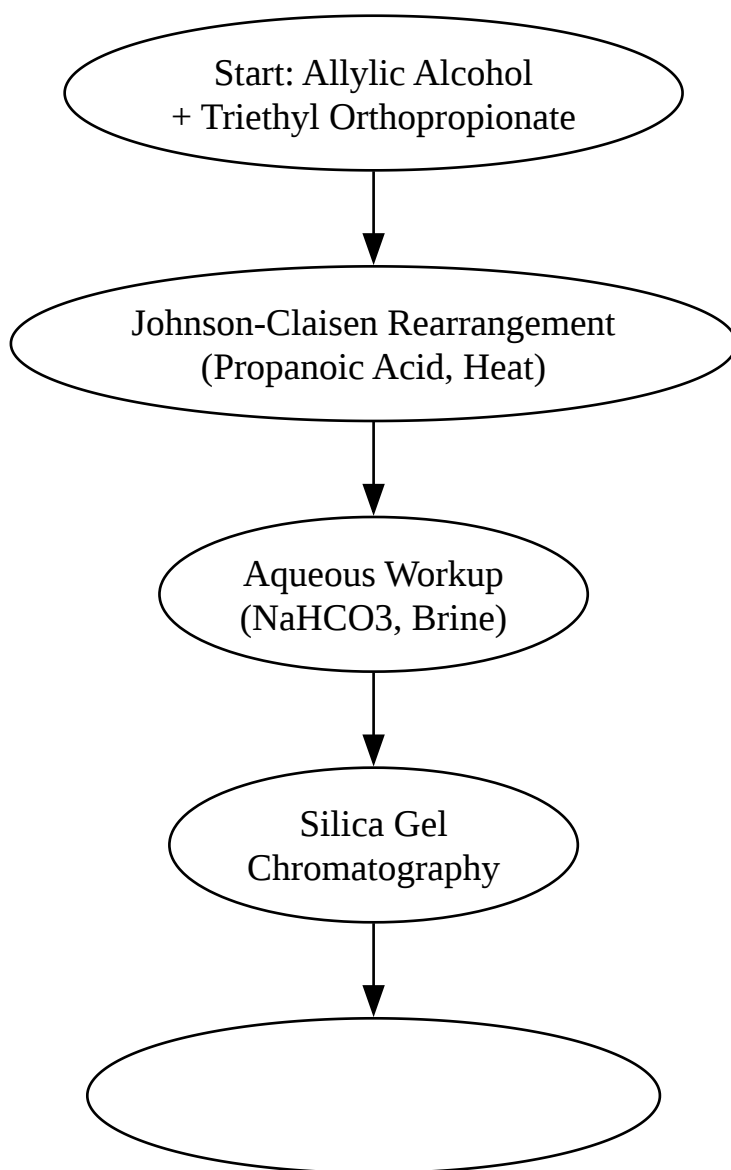 Start: Allylic Alcohol
+ Triethyl Orthopropionate
Johnson-Claisen Rearrangement
(Propanoic Acid, Heat)
Aqueous Workup
(NaHCO3, Brine)
Silica Gel
Chromatography